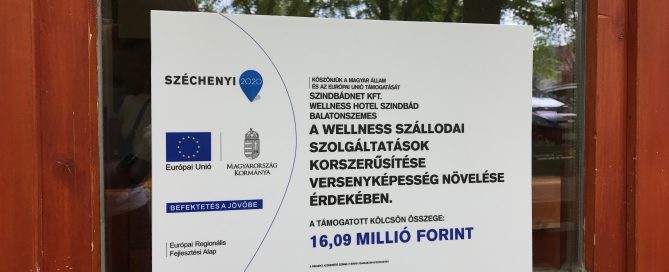 SZÉCHENYI 2020
Európai Unió
MAGYARORSZÁG
KORMÁNYA
BEFEKTETÉS A JÖVŐBE
Európai Regionális
Fejlesztési Alap
KÖSZÖNJÜK A MAGYAR ÁLLAM
ÉS AZ EURÓPAI UNIÓ TÁMOGATÁSÁT
SZINDBÁDNET KFT.
WELLNESS HOTEL SZINDBÁD
BALATONSZEMES
A WELLNESS SZÁLLODAI
SZOLGÁLTATÁSOK
KORSZERŰSÍTÉSE
VERSENYKÉPESSÉG NÖVELÉSE
ÉRDEKÉBEN.
A TÁMOGATOTT KÖLCSÖN ÖSSZEGE:
16,09 MILLIÓ FORINT